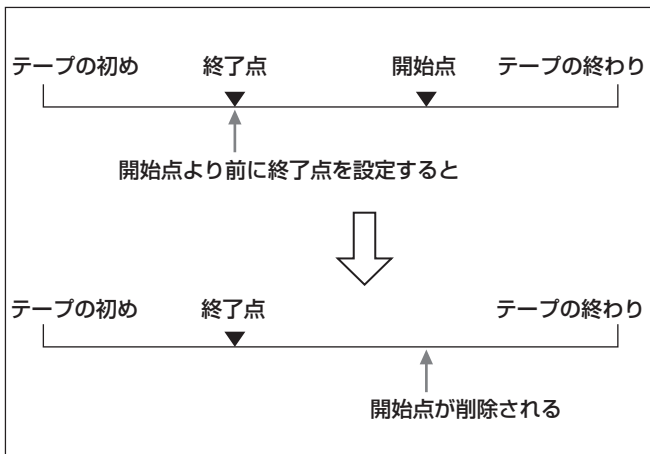 テープの初め 終了点 開始点 テープの終わり
開始点より前に終了点を設定すると
テープの初め 終了点 テープの終わり
開始点が削除される